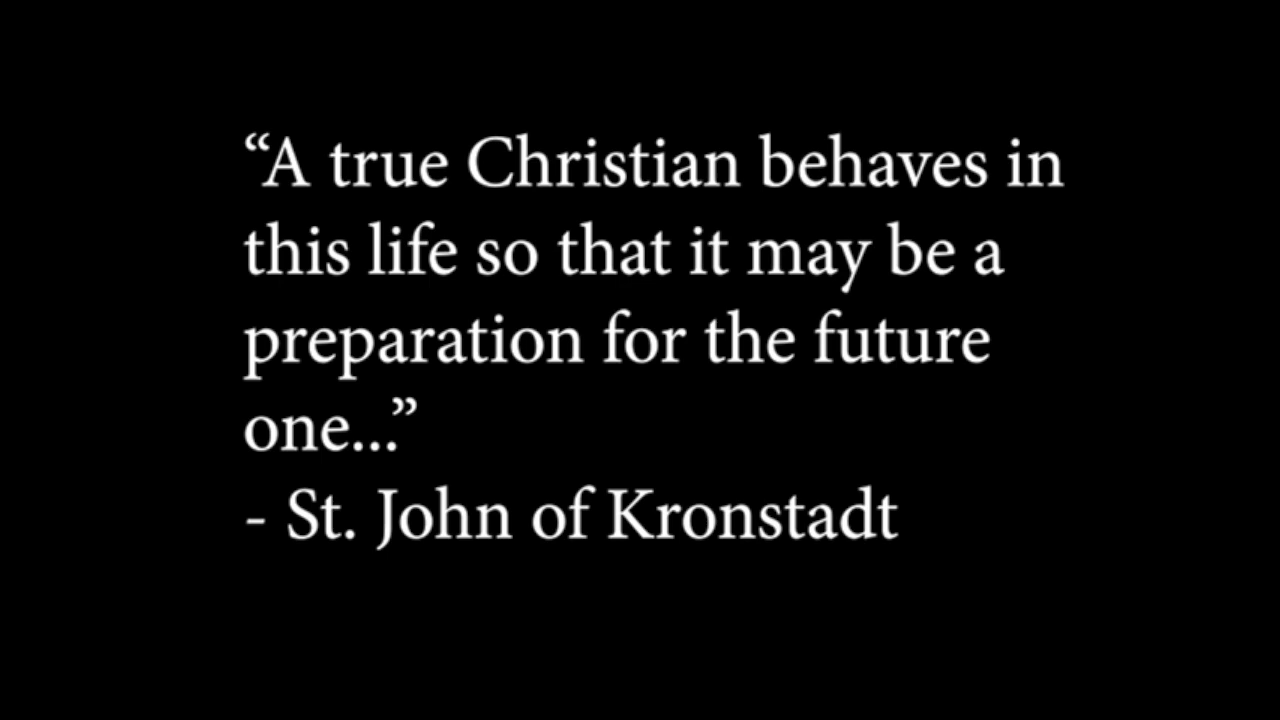 “A true Christian behaves in
this life so that it may be a
preparation for the future
one...”
- St. John of Kronstadt